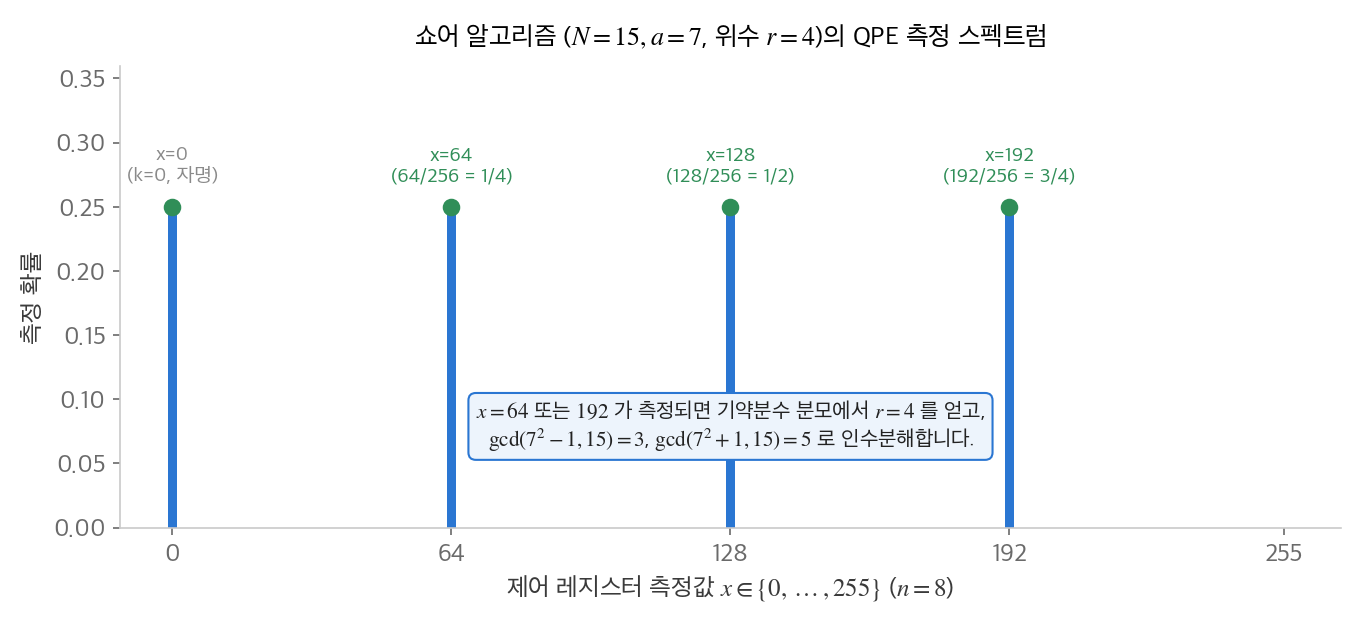 쇼어 알고리즘 (N = 15, a = 7, 위수 r = 4)의 QPE 측정 스펙트럼
측정 확률
0.35
0.30
0.25
0.20
0.15
0.10
0.05
0.00
x=0
(k=0, 자명)
x=64
(64/256 = 1/4)
x=128
(128/256 = 1/2)
x=192
(192/256 = 3/4)
x = 64 또는 192 가 측정되면 기약분수 분모에서 r = 4 를 얻고,
gcd(7² − 1, 15) = 3, gcd(7² + 1, 15) = 5 로 인수분해합니다.
0
64
128
192
255
제어 레지스터 측정값 x ∈ {0, …, 255} (n = 8)